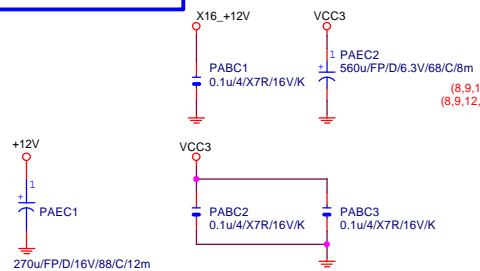 X16_+12V
VCC3
PABC1
0.1u/4/X7R/16V/K
1
PAEC2
+
560u/FP/D/6.3V/68/C/8m
(8,9,1
(8,9,12,
+12V
1
+
PAEC1
270u/FP/D/16V/88/C/12m
VCC3
PABC2
0.1u/4/X7R/16V/K
PABC3
0.1u/4/X7R/16V/K